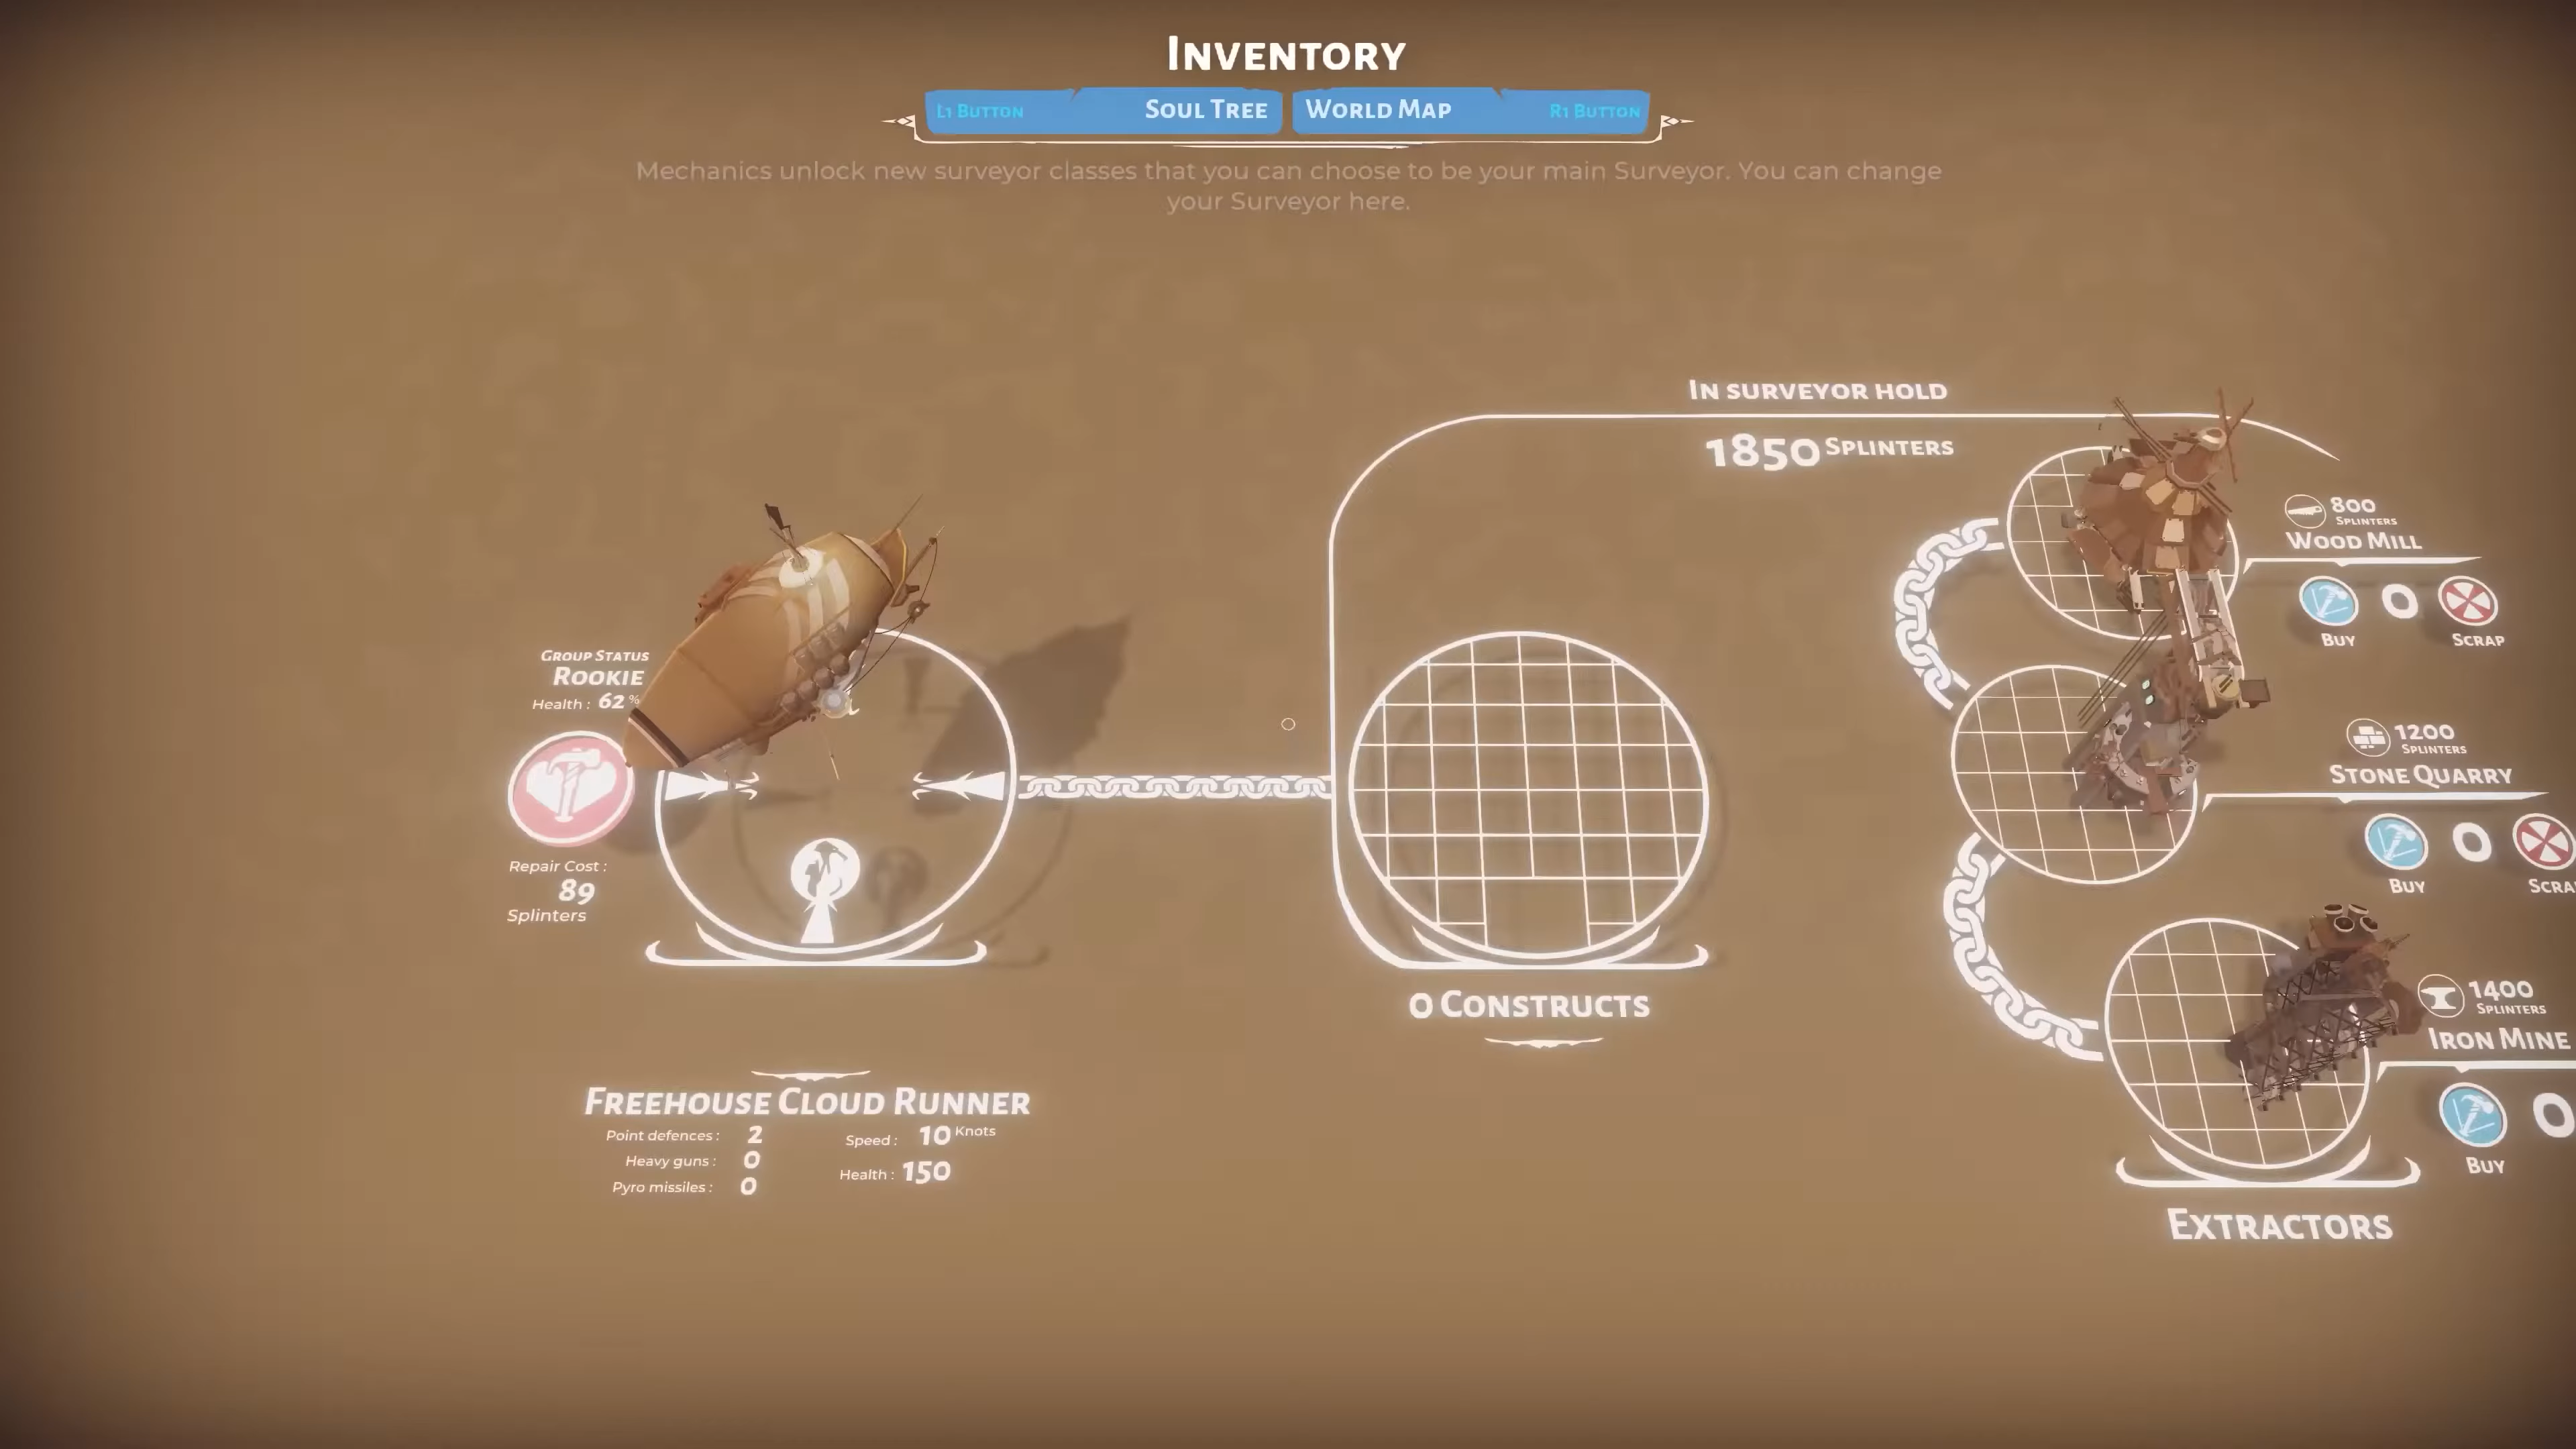 Inventory
L1 Button
Soul Tree
World Map
R1 Button
Mechanics unlock new surveyor classes that you can choose to be your main Surveyor. You can change
your Surveyor here.
In surveyor hold
1850 Splinters
Group Status
Rookie
Health : 62 %
Repair Cost :
89
Splinters
Freehouse Cloud Runner
Point defences : 2
Heavy guns : 0
Pyro missiles : 0
Speed : 10 Knots
Health : 150
0 Constructs
800
Splinters
Wood Mill
0
Buy
Scrap
1200
Splinters
Stone Quarry
0
Buy
Scra
1400
Splinters
Iron Mine
0
Buy
Extractors